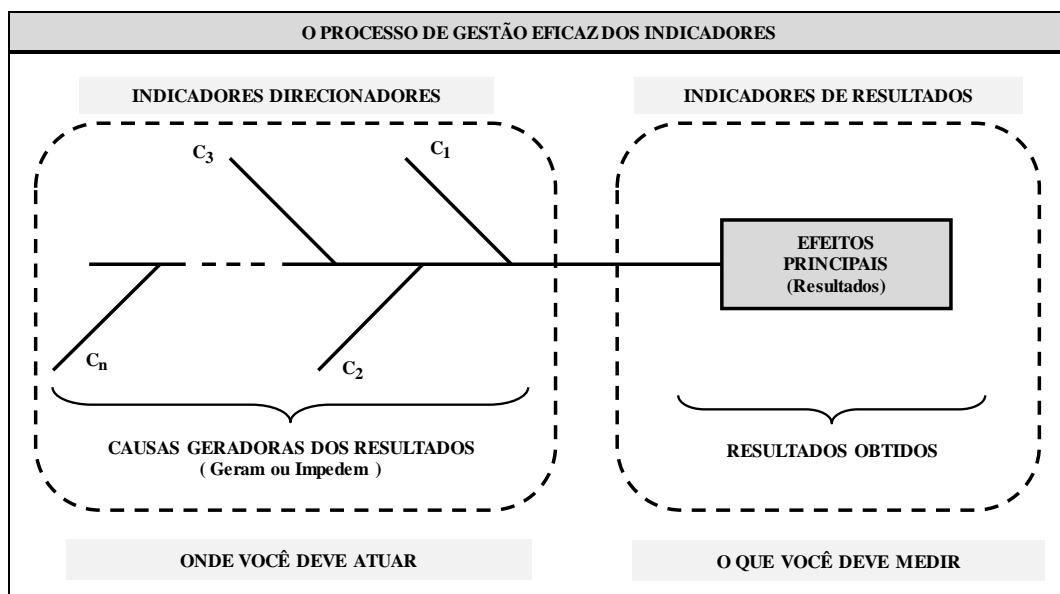 O PROCESSO DE GESTÃO EFICAZ DOS INDICADORES
INDICADORES DIRECIONADORES
INDICADORES DE RESULTADOS
C3
C1
EFEITOS
PRINCIPAIS
(Resultados)
Cn
C2
CAUSAS GERADORAS DOS RESULTADOS
( Geram ou Impedem )
RESULTADOS OBTIDOS
ONDE VOCÊ DEVE ATUAR
O QUE VOCÊ DEVE MEDIR